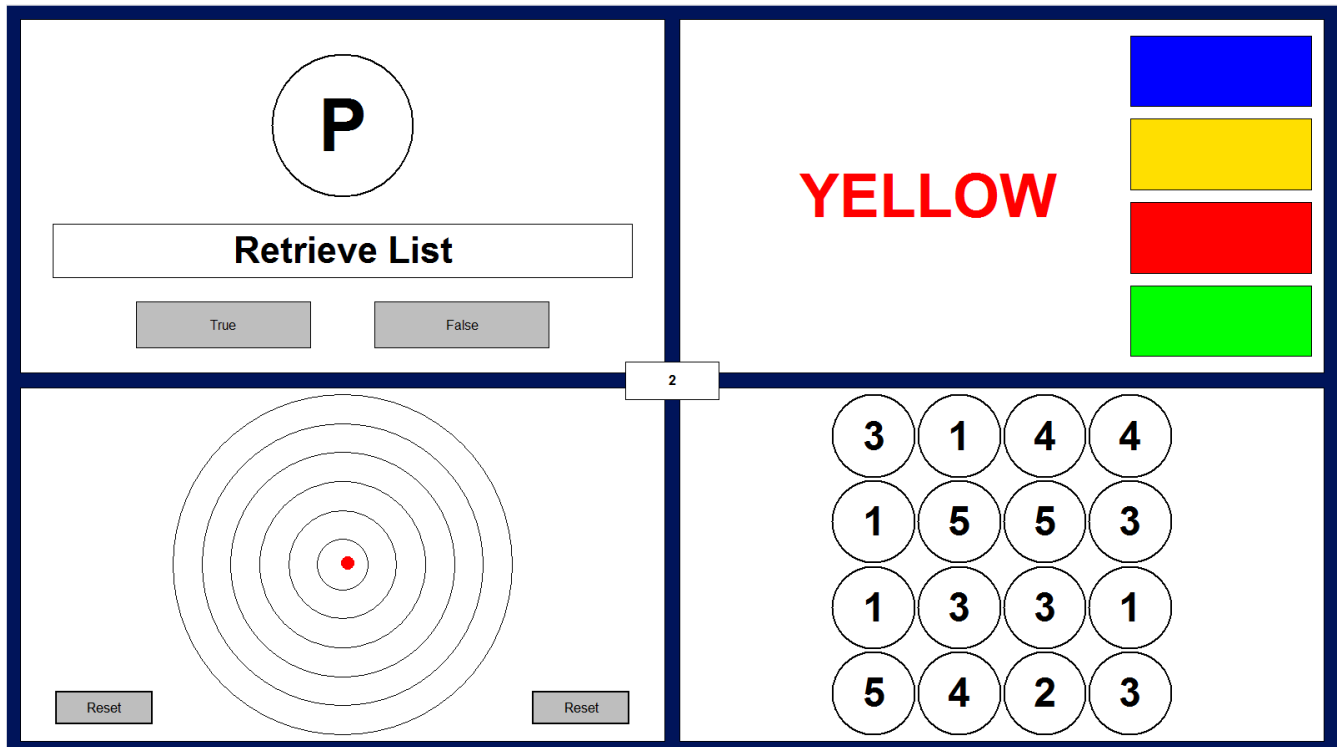 P
Retrieve List
True False
YELLOW
2
Reset Reset
3 1 4 4
1 5 5 3
1 3 3 1
5 4 2 3